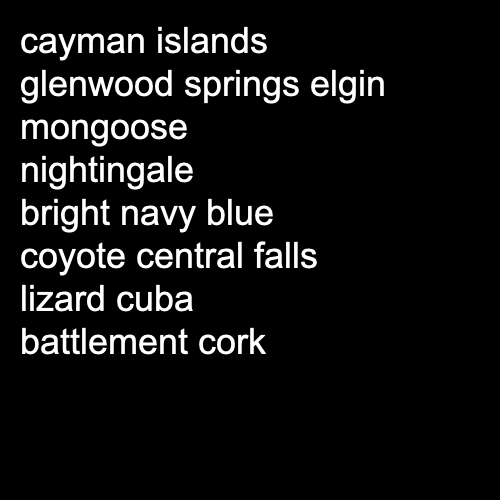 cayman islands
glenwood springs elgin
mongoose
nightingale
bright navy blue
coyote central falls
lizard cuba
battlement cork